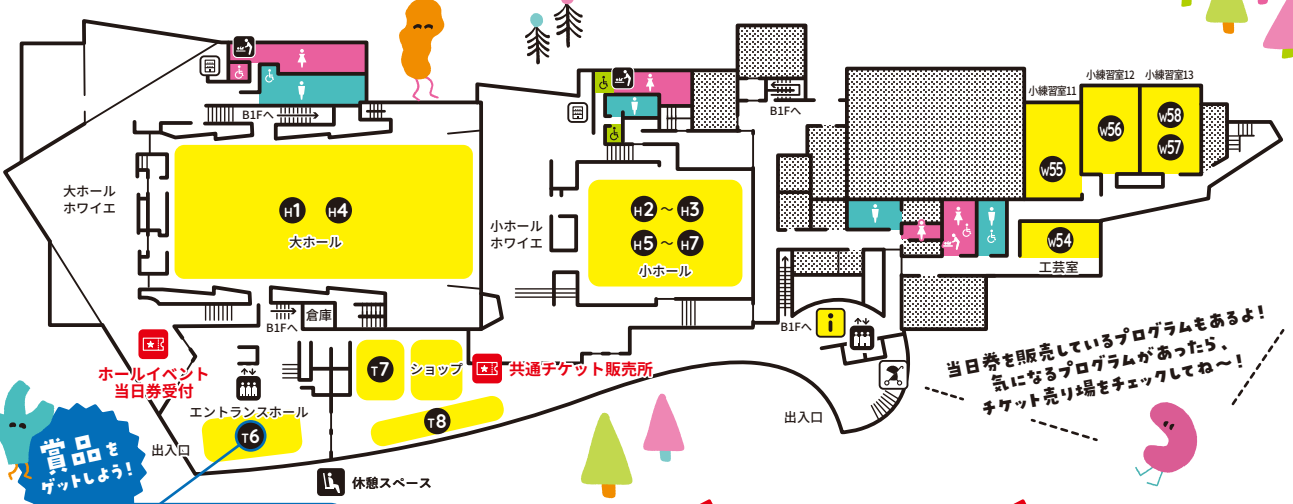 B1Fへ
大ホール
ホワイエ
H1 H4
大ホール
B1Fへ
倉庫
ホールイベント
当日券受付
エントランスホール
T6
出入口
賞品を
ゲットしよう!
T7
ショップ
T8
共通チケット販売所
休憩スペース
小ホール
ホワイエ
H2～H3
H5～H7
小ホール
B1Fへ
B1Fへ
i
出入口
小練習室11
小練習室12
小練習室13
W55
W56
W58
W57
W54
工芸室
当日券を販売しているプログラムもあるよ!
気になるプログラムがあったら、
チケット売り場をチェックしてね〜!